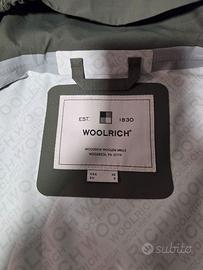 EST. 1830
WOOLRICH
WOOLRICH WOOLEN MILLS
WOOLRICH, PA 17779
subito